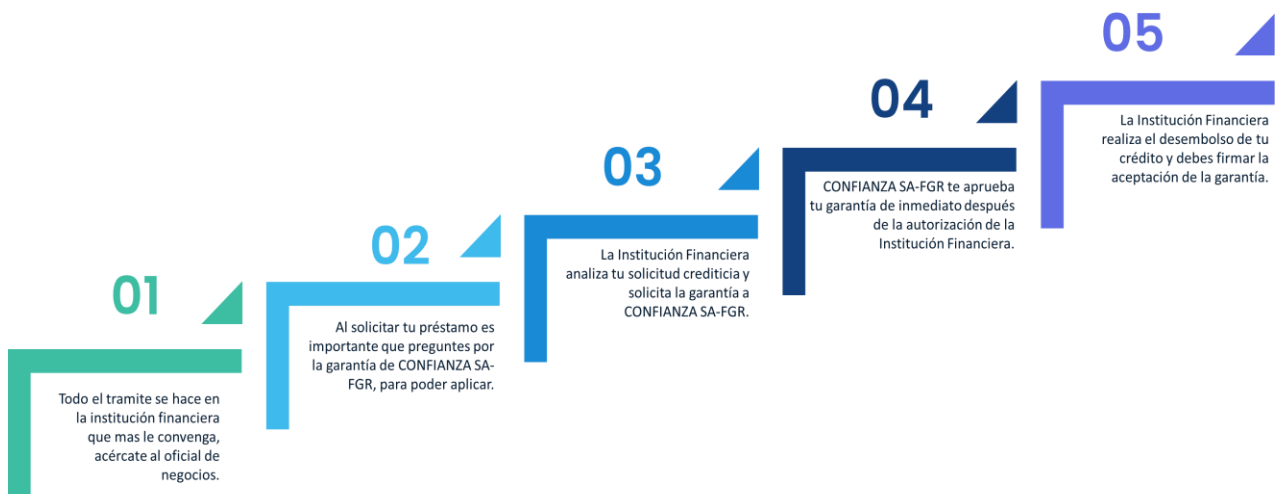 01
Todo el tramite se hace en
la institución financiera
que mas le convenga,
acércate al oficial de
negocios.
02
Al solicitar tu préstamo es
importante que preguntes por
la garantía de CONFIANZA SA-
FGR, para poder aplicar.
03
La Institución Financiera
analiza tu solicitud crediticia y
solicita la garantía a
CONFIANZA SA-FGR.
04
CONFIANZA SA-FGR te aprueba
tu garantía de inmediato después
de la autorización de la
Institución Financiera.
05
La Institución Financiera
realiza el desembolso de tu
crédito y debes firmar la
aceptación de la garantía.